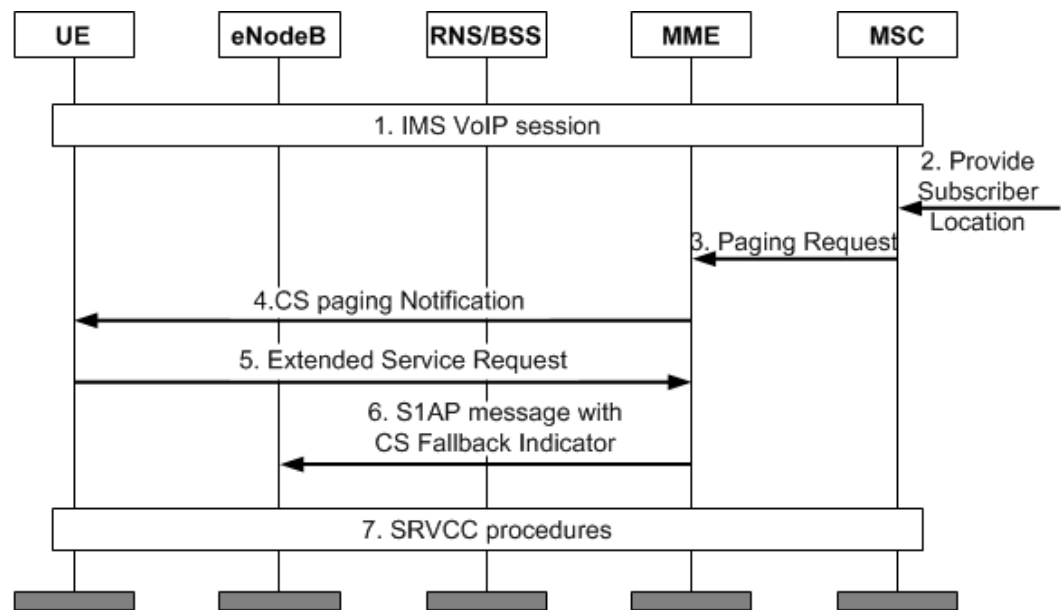 UE
eNodeB
RNS/BSS
MME
MSC
1. IMS VoIP session
2. Provide
Subscriber
Location
3. Paging Request
4.CS paging Notification
5. Extended Service Request
6. S1AP message with
CS Fallback Indicator
7. SRVCC procedures